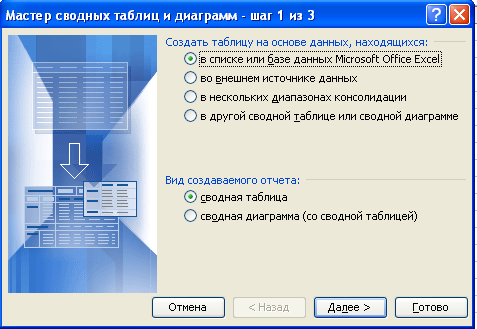 Мастер сводных таблиц и диаграмм - шаг 1 из 3
Создать таблицу на основе данных, находящихся:
в списке или базе данных Microsoft Office Excel
во внешнем источнике данных
в нескольких диапазонах консолидации
в другой сводной таблице или сводной диаграмме
Вид создаваемого отчета:
сводная таблица
сводная диаграмма (со сводной таблицей)
Отмена
< Назад
Далее >
Готово